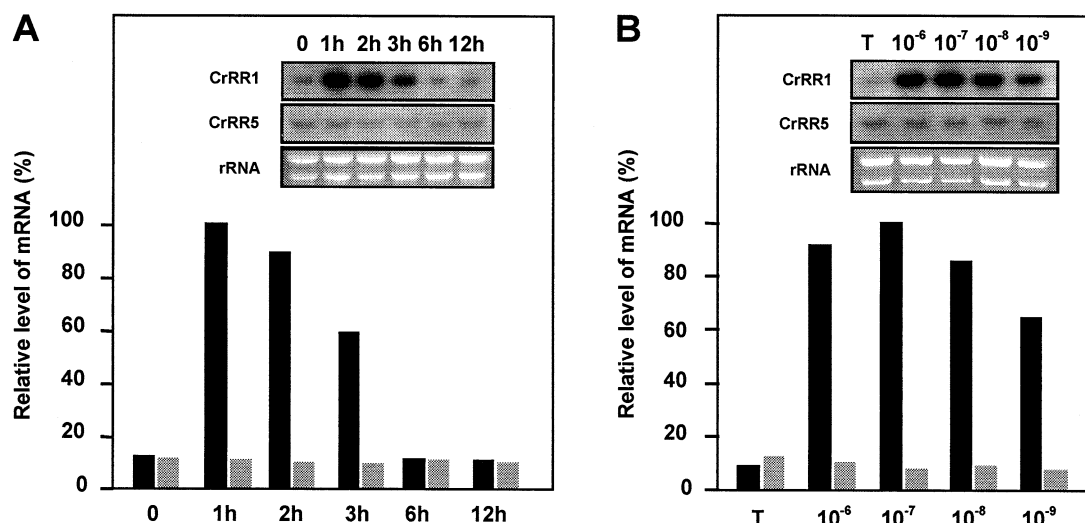 A
0 1h 2h 3h 6h 12h
CrRR1
CrRR5
rRNA
Relative level of mRNA (%)
100
80
60
40
20
0
0 1h 2h 3h 6h 12h
B
T 10⁻⁶ 10⁻⁷ 10⁻⁸ 10⁻⁹
CrRR1
CrRR5
rRNA
Relative level of mRNA (%)
100
80
60
40
20
0
T 10⁻⁶ 10⁻⁷ 10⁻⁸ 10⁻⁹